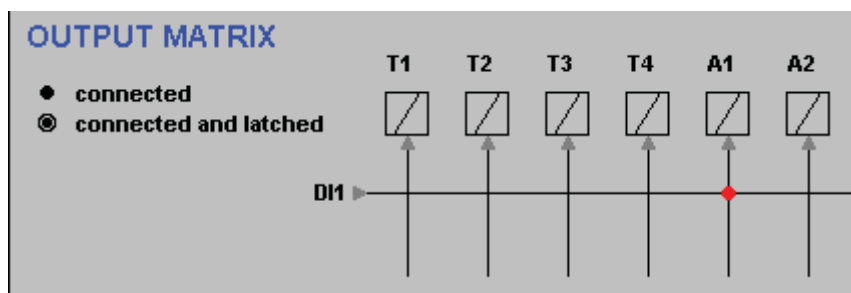 OUTPUT MATRIX
T1 T2 T3 T4 A1 A2
connected
connected and latched
DI1